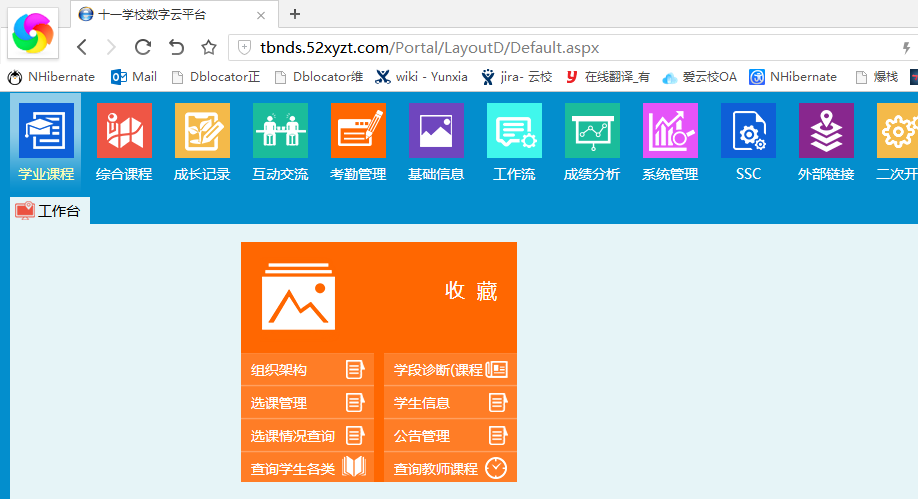 十一学校数字云平台
tbnds.52xyzt.com/Portal/LayoutD/Default.aspx
NHibernate Mail Dblocator正 Dblocator维 wiki - Yunxia jira- 云校 在线翻译_有 爱云校OA NHibernate 爆栈
学业课程 综合课程 成长记录 互动交流 考勤管理 基础信息 工作流 成绩分析 系统管理 SSC 外部链接 二次开
工作台
收 藏
组织架构 学段诊断(课程
选课管理 学生信息
选课情况查询 公告管理
查询学生各类 查询教师课程